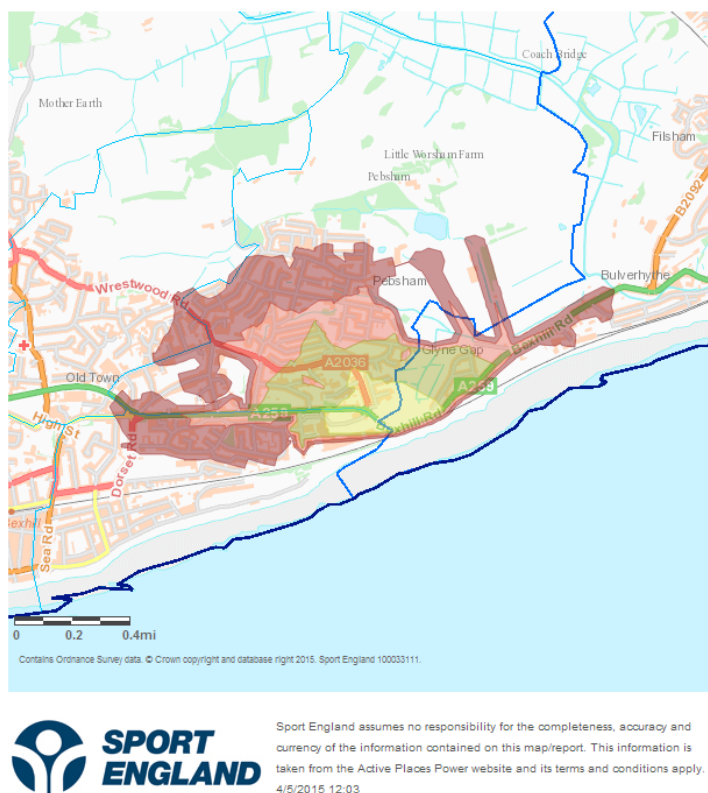 Coach Bridge
Mother Earth
Filsham
Little Worsham Farm
Pebsham
B2092
Pebsham
Bulverhythe
Wrestwood Rd
Glyne Gap
Bexhill Rd
A2036
Old Town
A259
A259
High St
Bexhill Rd
Dorset Rd
Bexhill
Sea Rd
0 0.2 0.4mi
Contains Ordnance Survey data. © Crown copyright and database right 2015. Sport England 100033111.
SPORT
ENGLAND
Sport England assumes no responsibility for the completeness, accuracy and
currency of the information contained on this map/report. This information is
taken from the Active Places Power website and its terms and conditions apply.
4/5/2015 12:03